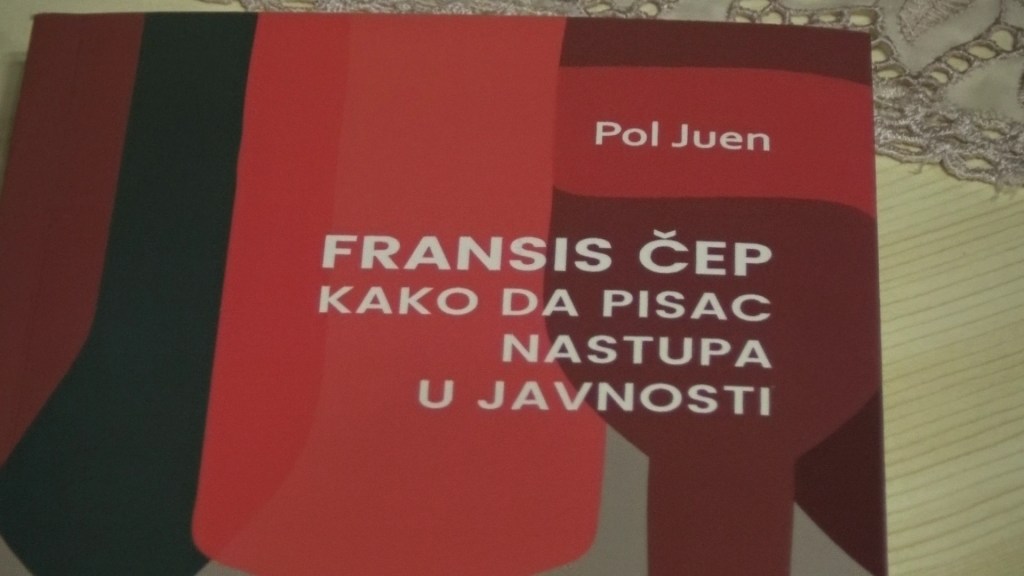 Pol Juen
FRANSIS ČEP
KAKO DA PISAC
NASTUPA
U JAVNOSTI